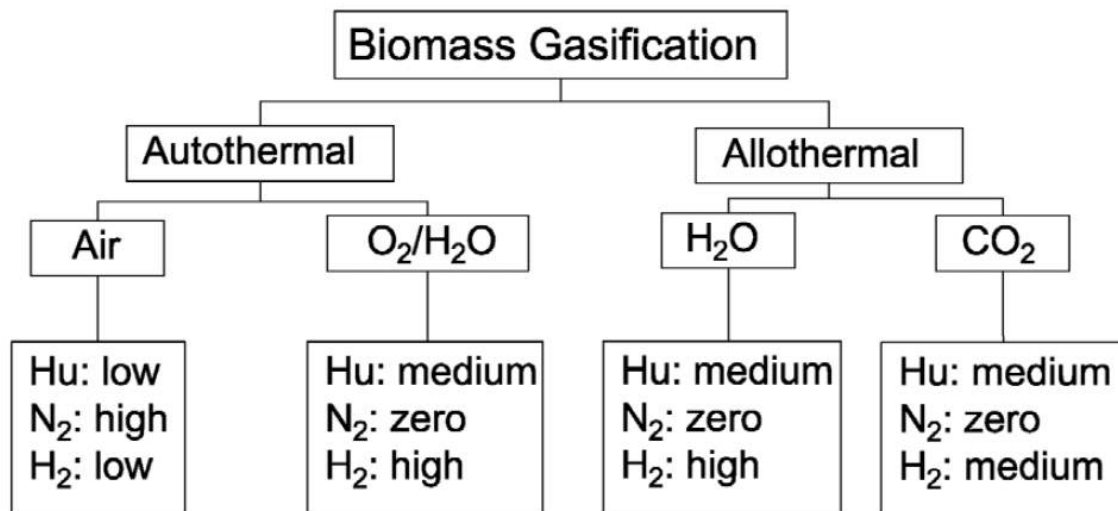 Biomass Gasification
Autothermal
Allothermal
Air
O₂/H₂O
H₂O
CO₂
Hu: low
N₂: high
H₂: low
Hu: medium
N₂: zero
H₂: high
Hu: medium
N₂: zero
H₂: high
Hu: medium
N₂: zero
H₂: medium